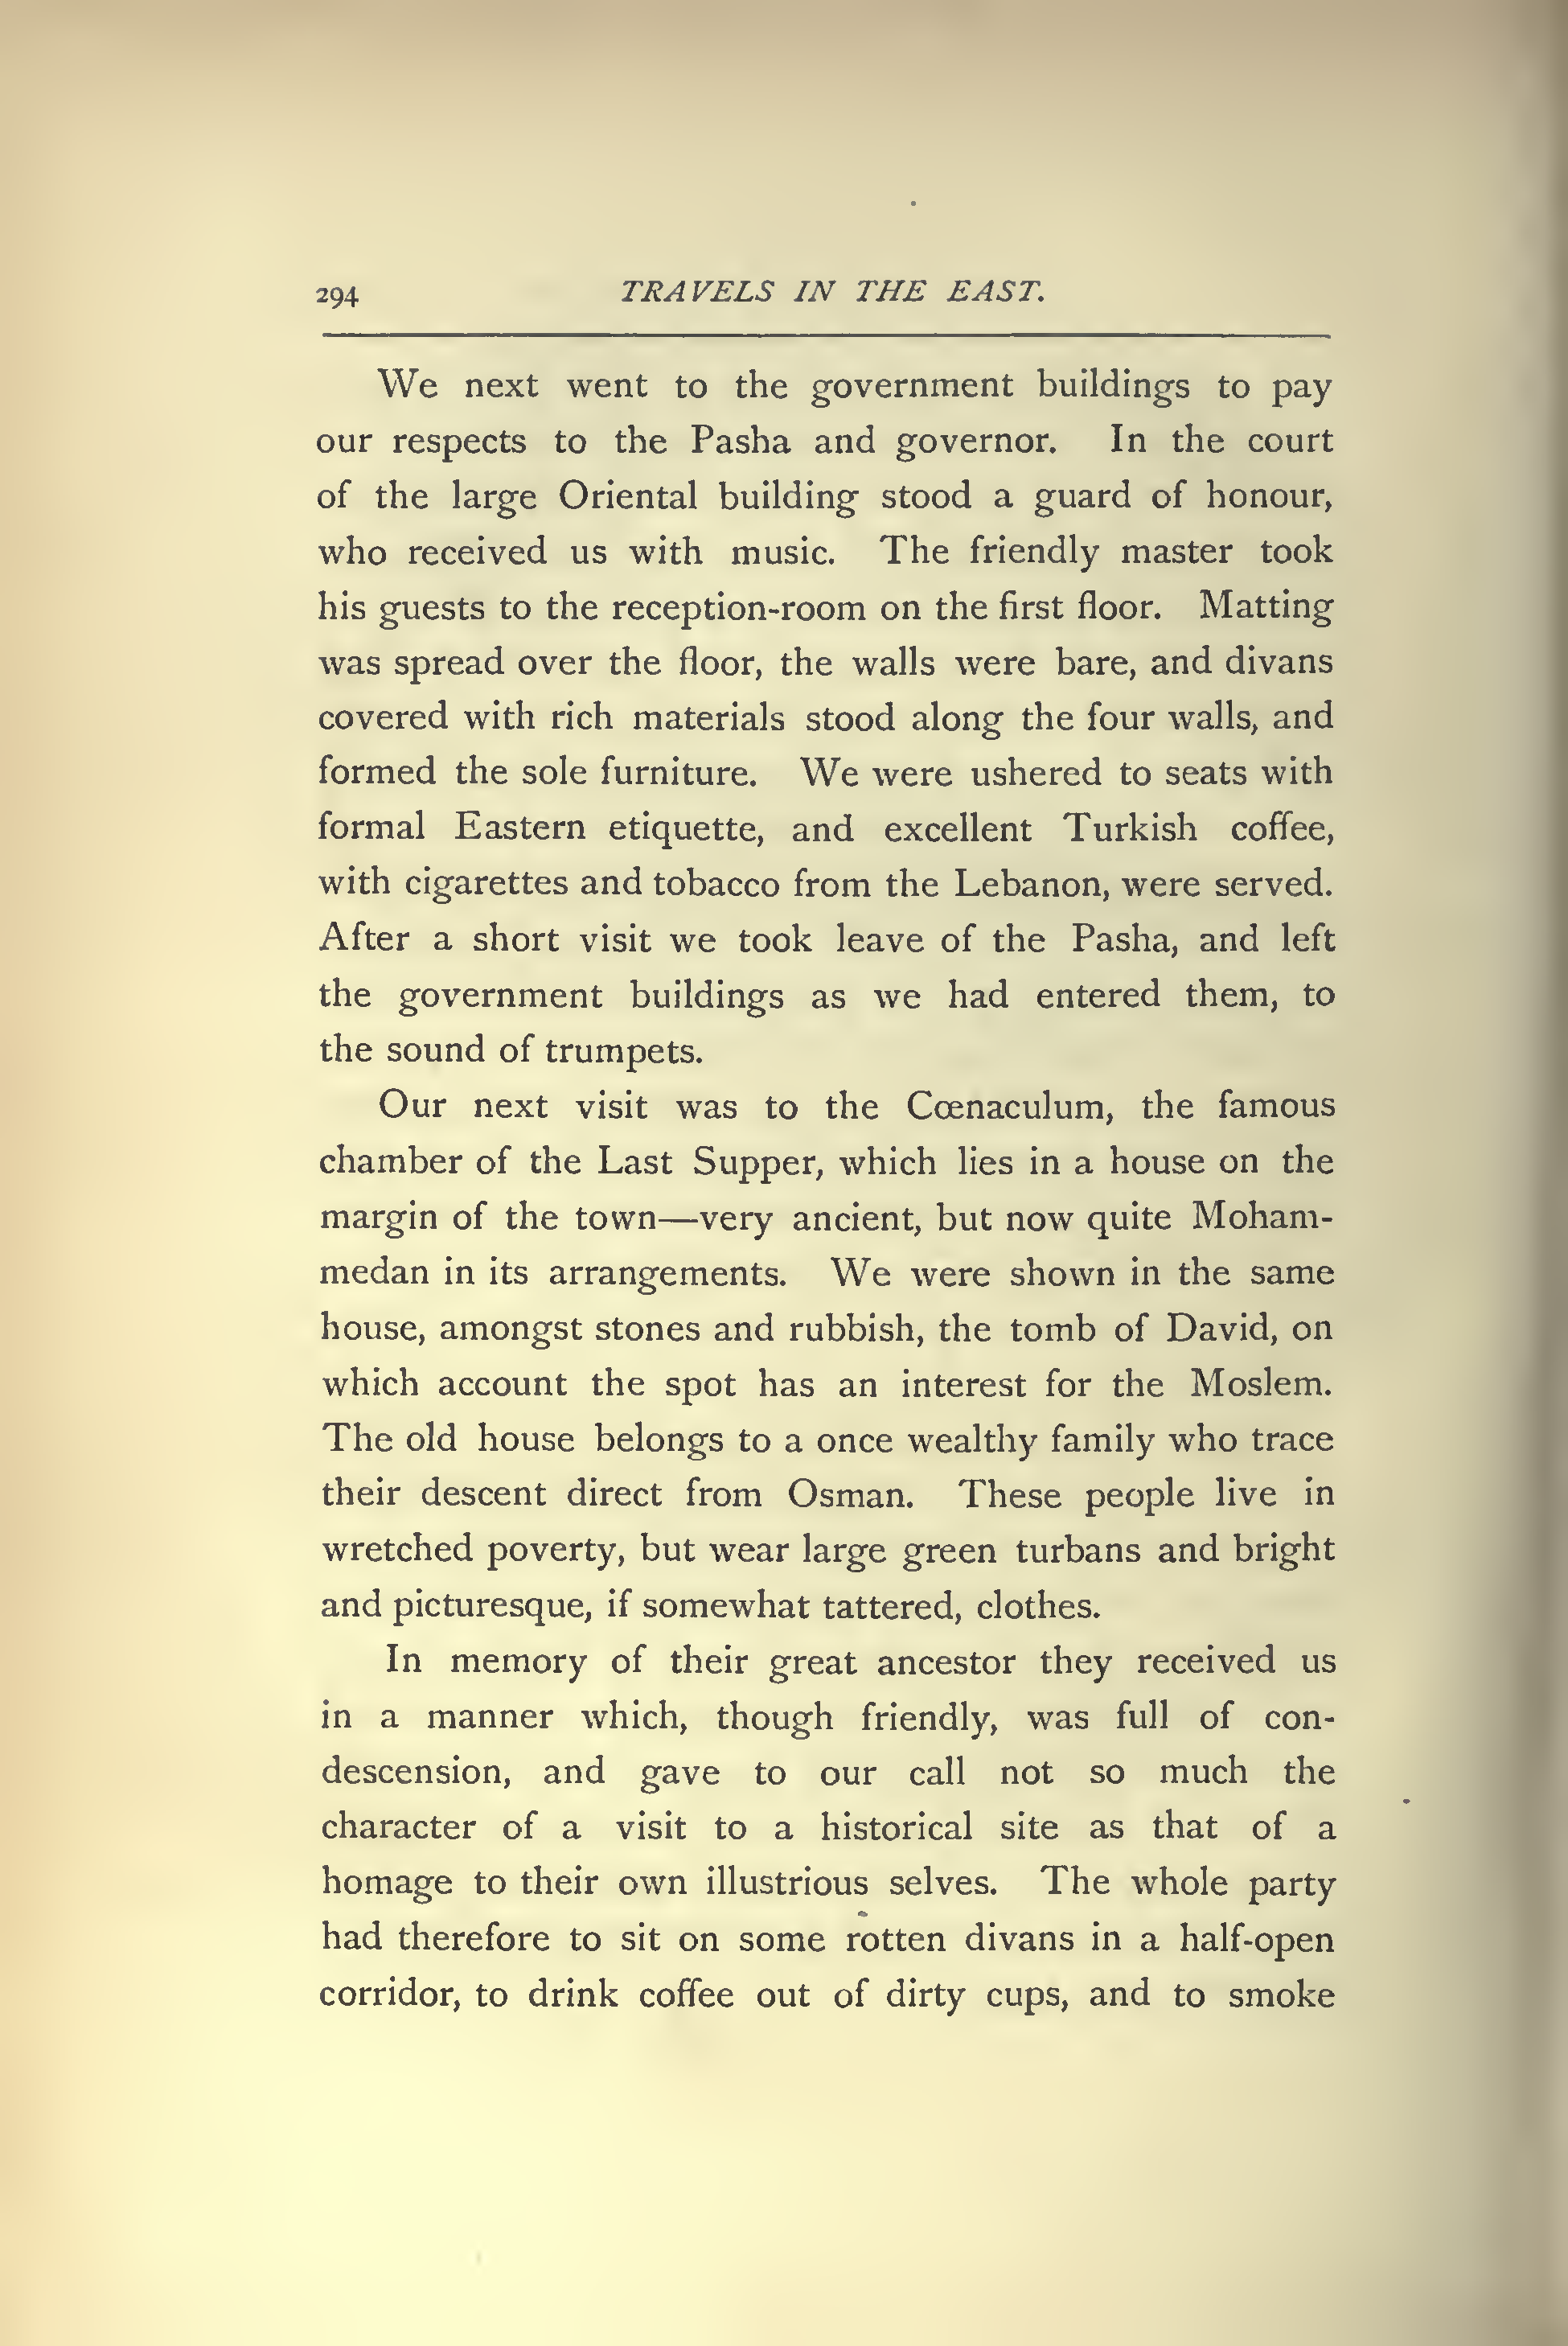 294 TRAVELS IN THE EAST.
We next went to the government buildings to pay
our respects to the Pasha and governor. In the court
of the large Oriental building stood a guard of honour,
who received us with music. The friendly master took
his guests to the reception-room on the first floor. Matting
was spread over the floor, the walls were bare, and divans
covered with rich materials stood along the four walls, and
formed the sole furniture. We were ushered to seats with
formal Eastern etiquette, and excellent Turkish coffee,
with cigarettes and tobacco from the Lebanon, were served.
After a short visit we took leave of the Pasha, and left
the government buildings as we had entered them, to
the sound of trumpets.
Our next visit was to the Cœnaculum, the famous
chamber of the Last Supper, which lies in a house on the
margin of the town—very ancient, but now quite Moham-
medan in its arrangements. We were shown in the same
house, amongst stones and rubbish, the tomb of David, on
which account the spot has an interest for the Moslem.
The old house belongs to a once wealthy family who trace
their descent direct from Osman. These people live in
wretched poverty, but wear large green turbans and bright
and picturesque, if somewhat tattered, clothes.
In memory of their great ancestor they received us
in a manner which, though friendly, was full of con-
descension, and gave to our call not so much the
character of a visit to a historical site as that of a
homage to their own illustrious selves. The whole party
had therefore to sit on some rotten divans in a half-open
corridor, to drink coffee out of dirty cups, and to smoke